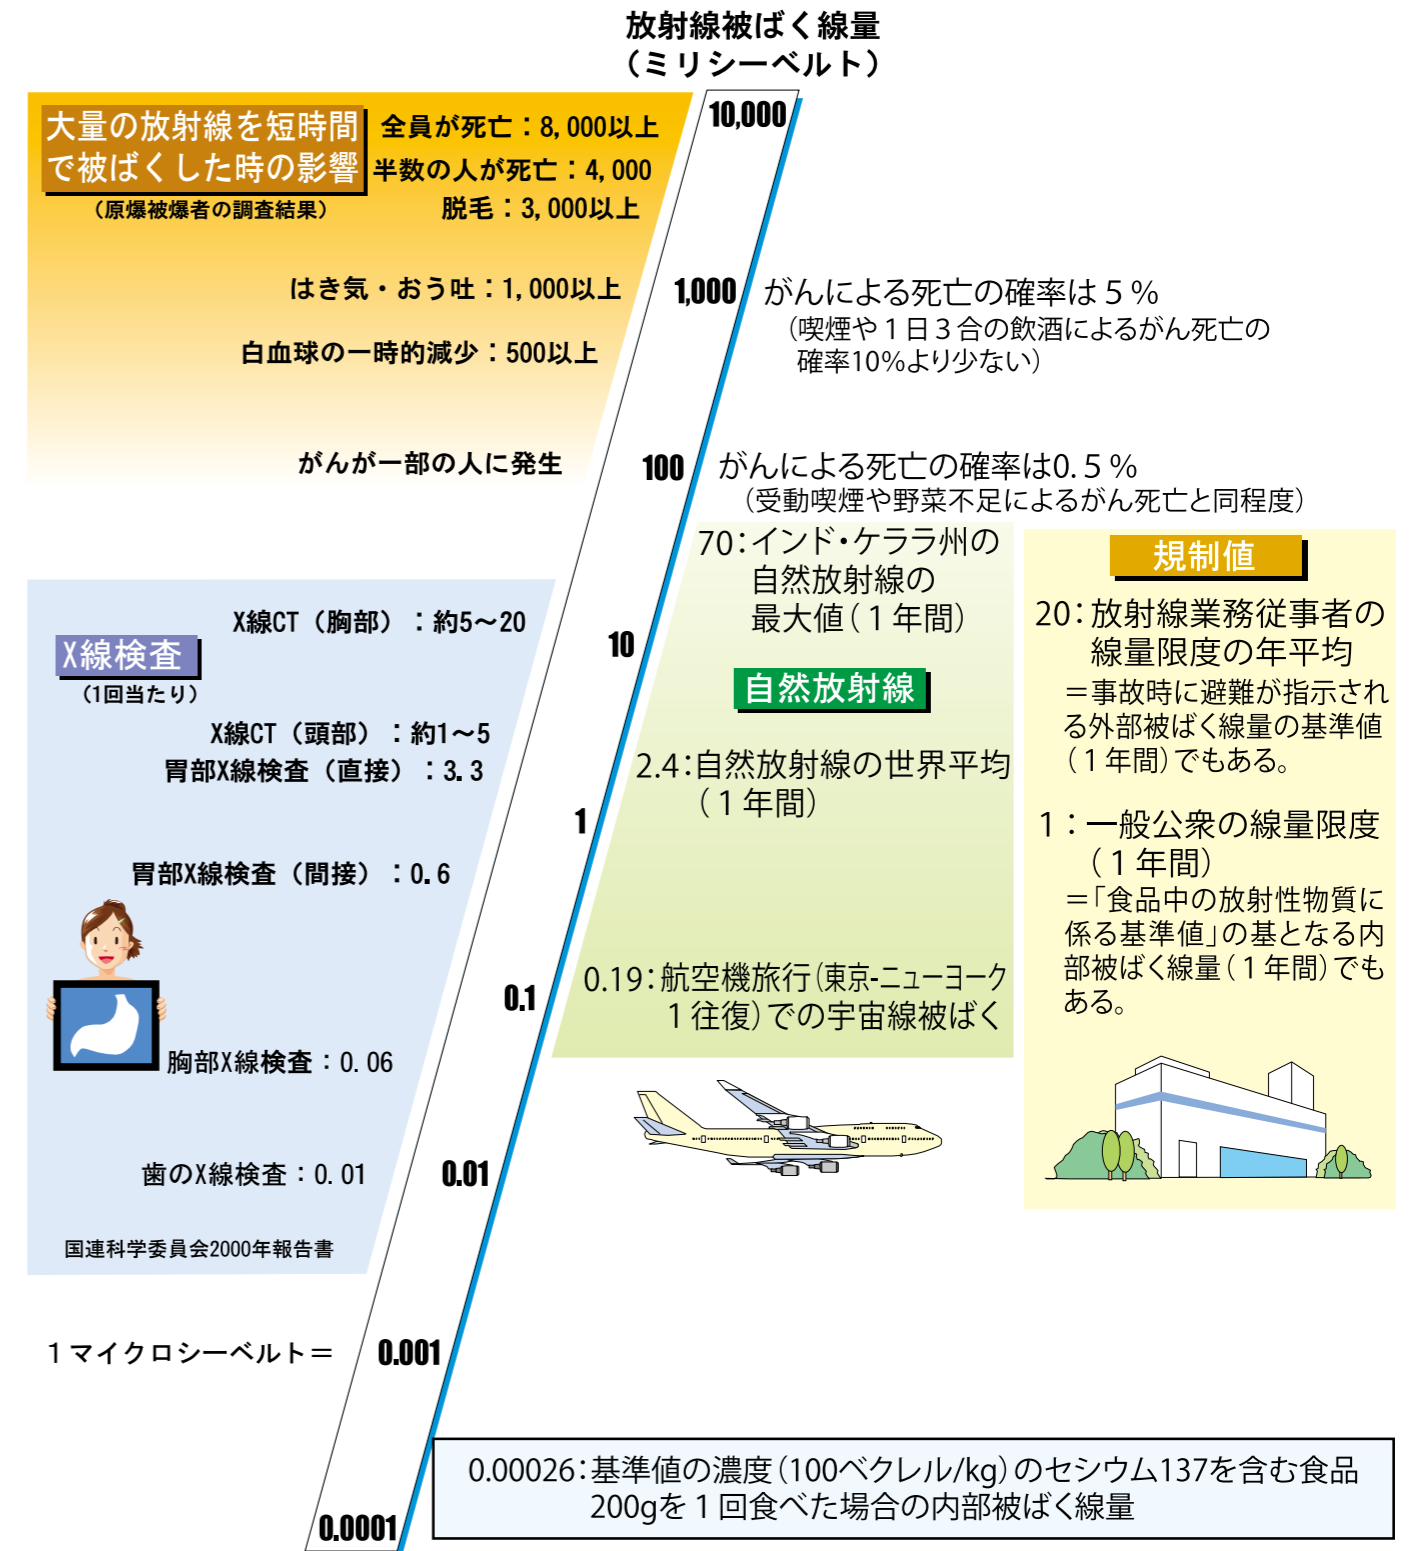 放射線被ばく線量
（ミリシーベルト）
大量の放射線を短時間
で被ばくした時の影響
（原爆被爆者の調査結果）
全員が死亡：8,000以上
半数の人が死亡：4,000
脱毛：3,000以上
はき気・おう吐：1,000以上
白血球の一時的減少：500以上
がんが一部の人に発生
10,000
1,000
100
10
1
0.1
0.01
0.001
0.0001
がんによる死亡の確率は５％
（喫煙や１日３合の飲酒によるがん死亡の
確率10％より少ない）
がんによる死亡の確率は0.５％
（受動喫煙や野菜不足によるがん死亡と同程度）
X線検査
（1回当たり）
X線CT（胸部）：約5～20
X線CT（頭部）：約1～5
胃部X線検査（直接）：3.3
胃部X線検査（間接）：0.6
胸部X線検査：0.06
歯のX線検査：0.01
国連科学委員会2000年報告書
１マイクロシーベルト＝
70：インド・ケララ州の
自然放射線の
最大値（１年間）
自然放射線
2.4：自然放射線の世界平均
（１年間）
0.19：航空機旅行（東京-ニューヨーク
１往復）での宇宙線被ばく
規制値
20：放射線業務従事者の
線量限度の年平均
＝事故時に避難が指示され
る外部被ばく線量の基準値
（１年間）でもある。
1：一般公衆の線量限度
（１年間）
＝「食品中の放射性物質に
係る基準値」の基となる内
部被ばく線量（１年間）でも
ある。
0.00026：基準値の濃度（100ベクレル/kg）のセシウム137を含む食品
200gを１回食べた場合の内部被ばく線量